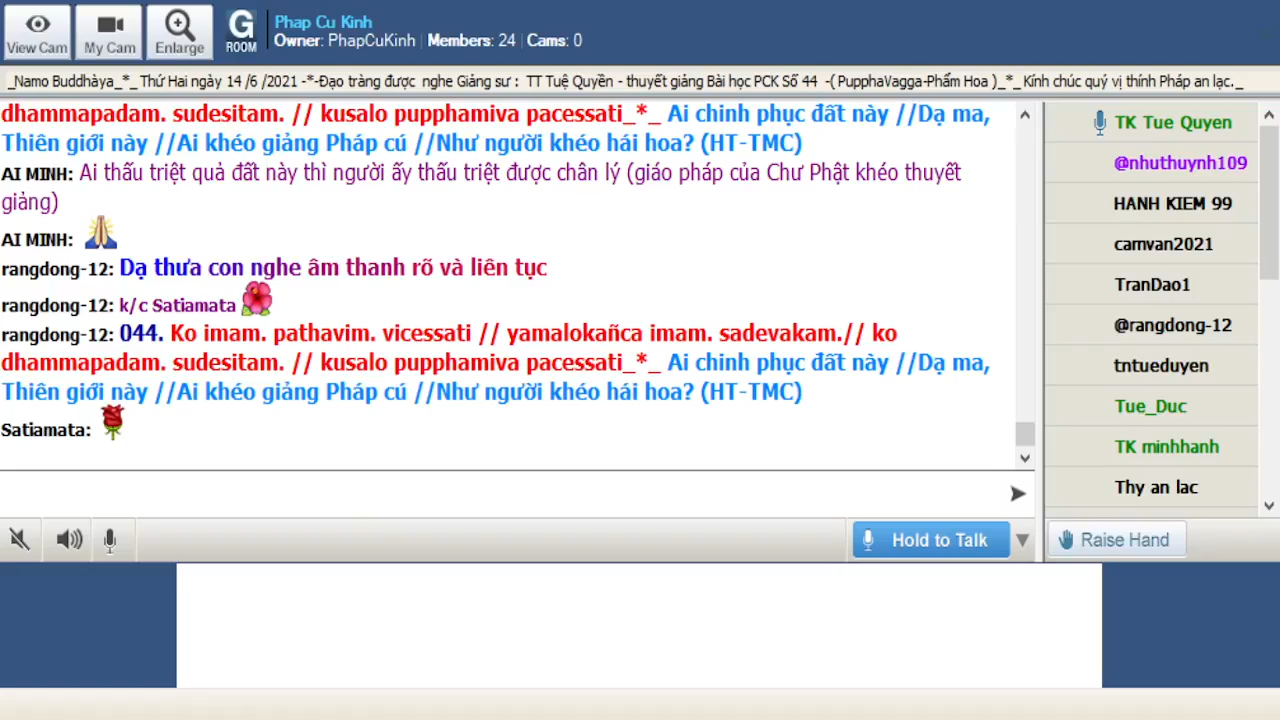 View Cam
My Cam
Enlarge
G
ROOM
Phap Cu Kinh
Owner: PhapCuKinh | Members: 24 | Cams: 0
_Namo Buddhàya_*_ Thứ Hai ngày 14 /6 /2021 -*-Đạo tràng được nghe Giảng sư : TT Tuệ Quyền - thuyết giảng Bài học PCK Số 44 -( PupphaVagga-Phẩm Hoa )_*_ Kính chúc quý vị thính Pháp an lạc._
dhammapadam. sudesitam. // kusalo pupphamiva pacessati_*_ Ai chinh phục đất này //Dạ ma,
Thiên giới này //Ai khéo giảng Pháp cú //Như người khéo hái hoa? (HT-TMC)
AI MINH: Ai thấu triệt quả đất này thì người ấy thấu triệt được chân lý (giáo pháp của Chư Phật khéo thuyết
giảng)
AI MINH:
rangdong-12: Dạ thưa con nghe âm thanh rõ và liên tục
rangdong-12: k/c Satiamata
rangdong-12: 044. Ko imam. pathavim. vicessati // yamalokañca imam. sadevakam.// ko
dhammapadam. sudesitam. // kusalo pupphamiva pacessati_*_ Ai chinh phục đất này //Dạ ma,
Thiên giới này //Ai khéo giảng Pháp cú //Như người khéo hái hoa? (HT-TMC)
Satiamata:
TK Tue Quyen
@nhuthuynh109
HANH KIEM 99
camvan2021
TranDao1
@rangdong-12
tntueduyen
Tue_Duc
TK minhhanh
Thy an lac
Hold to Talk
Raise Hand